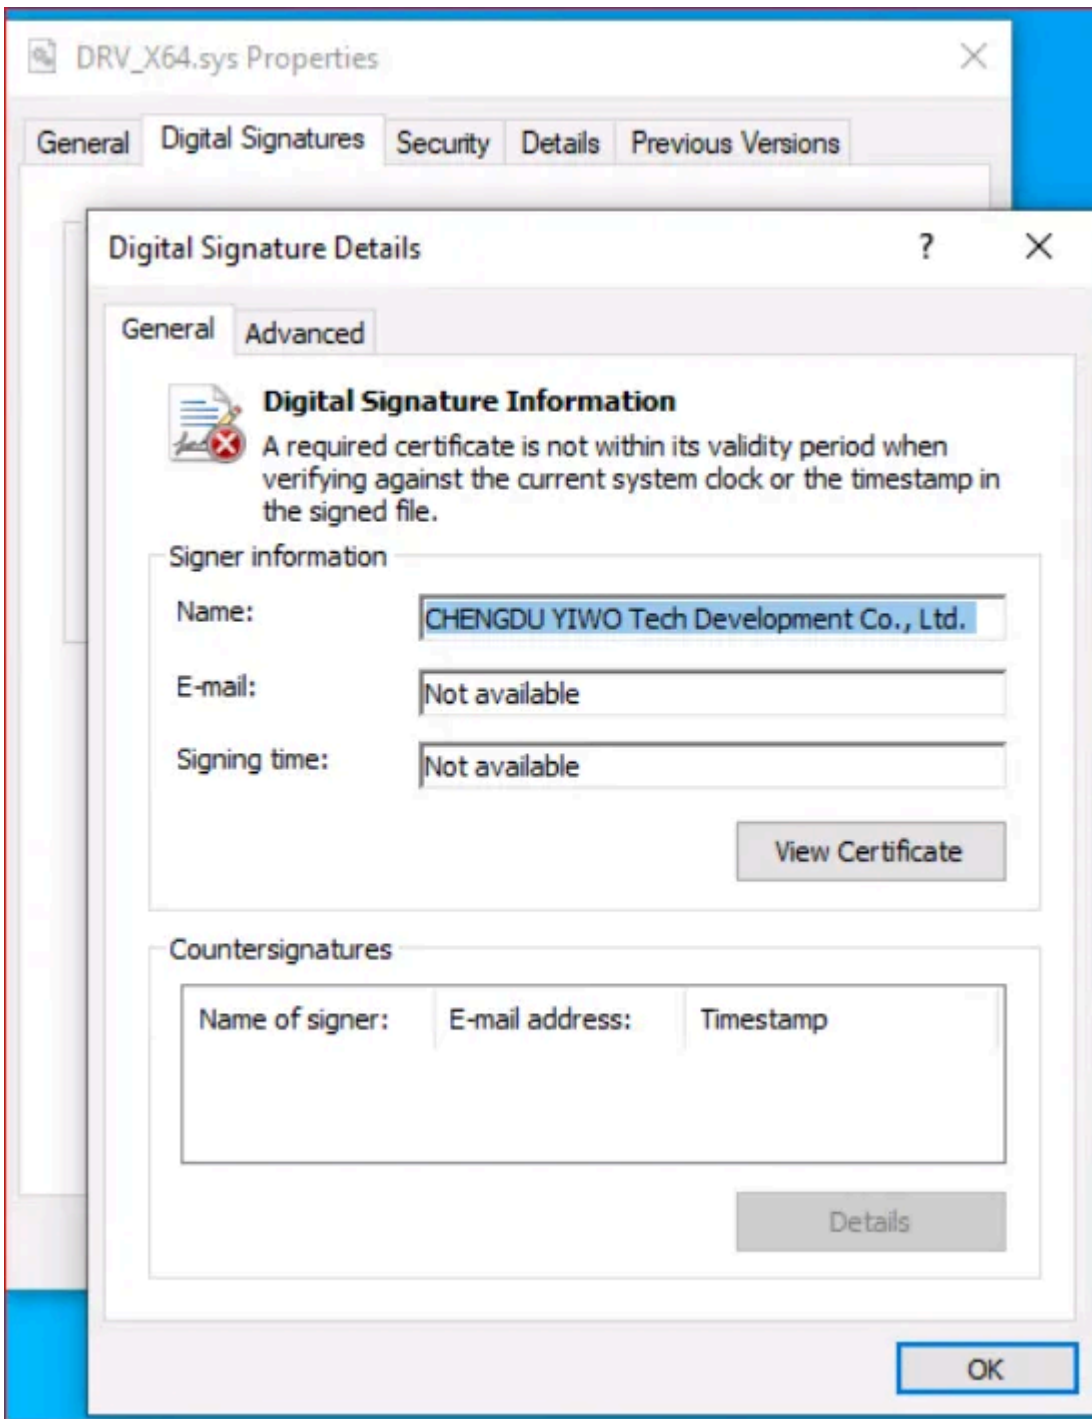 DRV_X64.sys Properties
General Digital Signatures Security Details Previous Versions
Digital Signature Details ?
General Advanced
Digital Signature Information
A required certificate is not within its validity period when
verifying against the current system clock or the timestamp in
the signed file.
Signer information
Name: CHENGDU YIWO Tech Development Co., Ltd.
E-mail: Not available
Signing time: Not available
View Certificate
Countersignatures
Name of signer: E-mail address: Timestamp
Details
OK